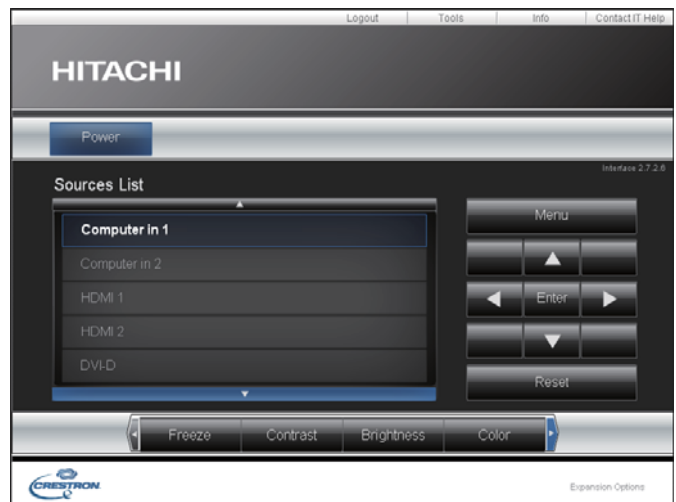 Logout Tools Info Contact IT Help
HITACHI
Power
Interface 2.7.2.6
Sources List
Computer in 1
Computer in 2
HDMI 1
HDMI 2
DVI-D
Menu
Enter
Reset
Freeze Contrast Brightness Color
CRESTRON
Expansion Options